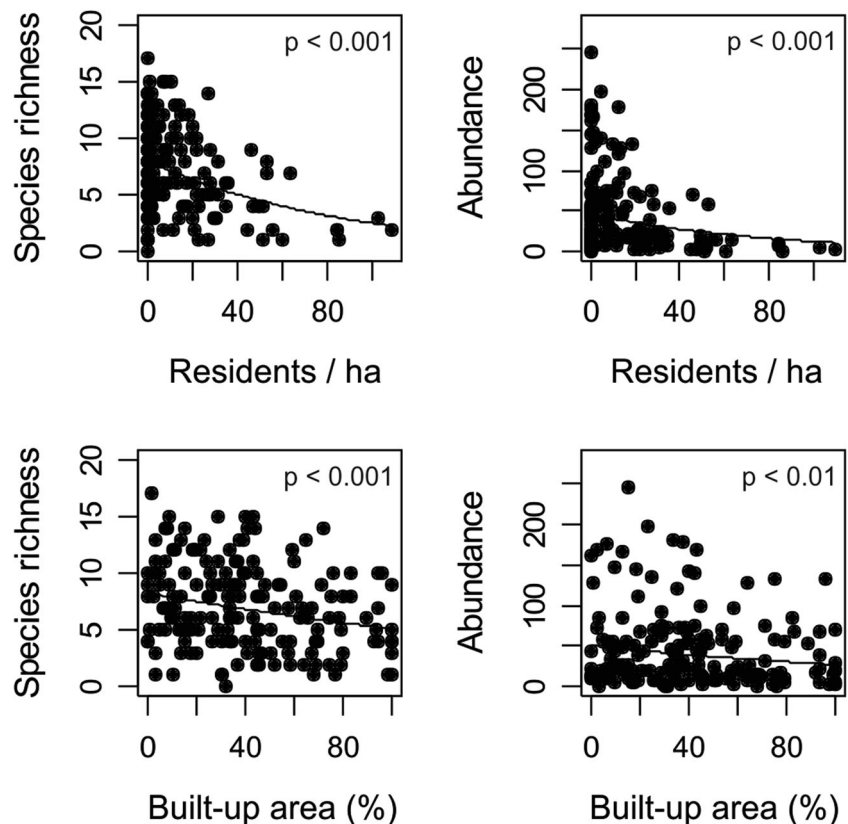 p < 0.001
Species richness
20
15
10
5
0
0 40 80
Residents / ha
p < 0.001
Abundance
200
100
0
0 40 80
Residents / ha
p < 0.001
Species richness
20
15
10
5
0
0 40 80
Built-up area (%)
p < 0.01
Abundance
200
100
0
0 40 80
Built-up area (%)